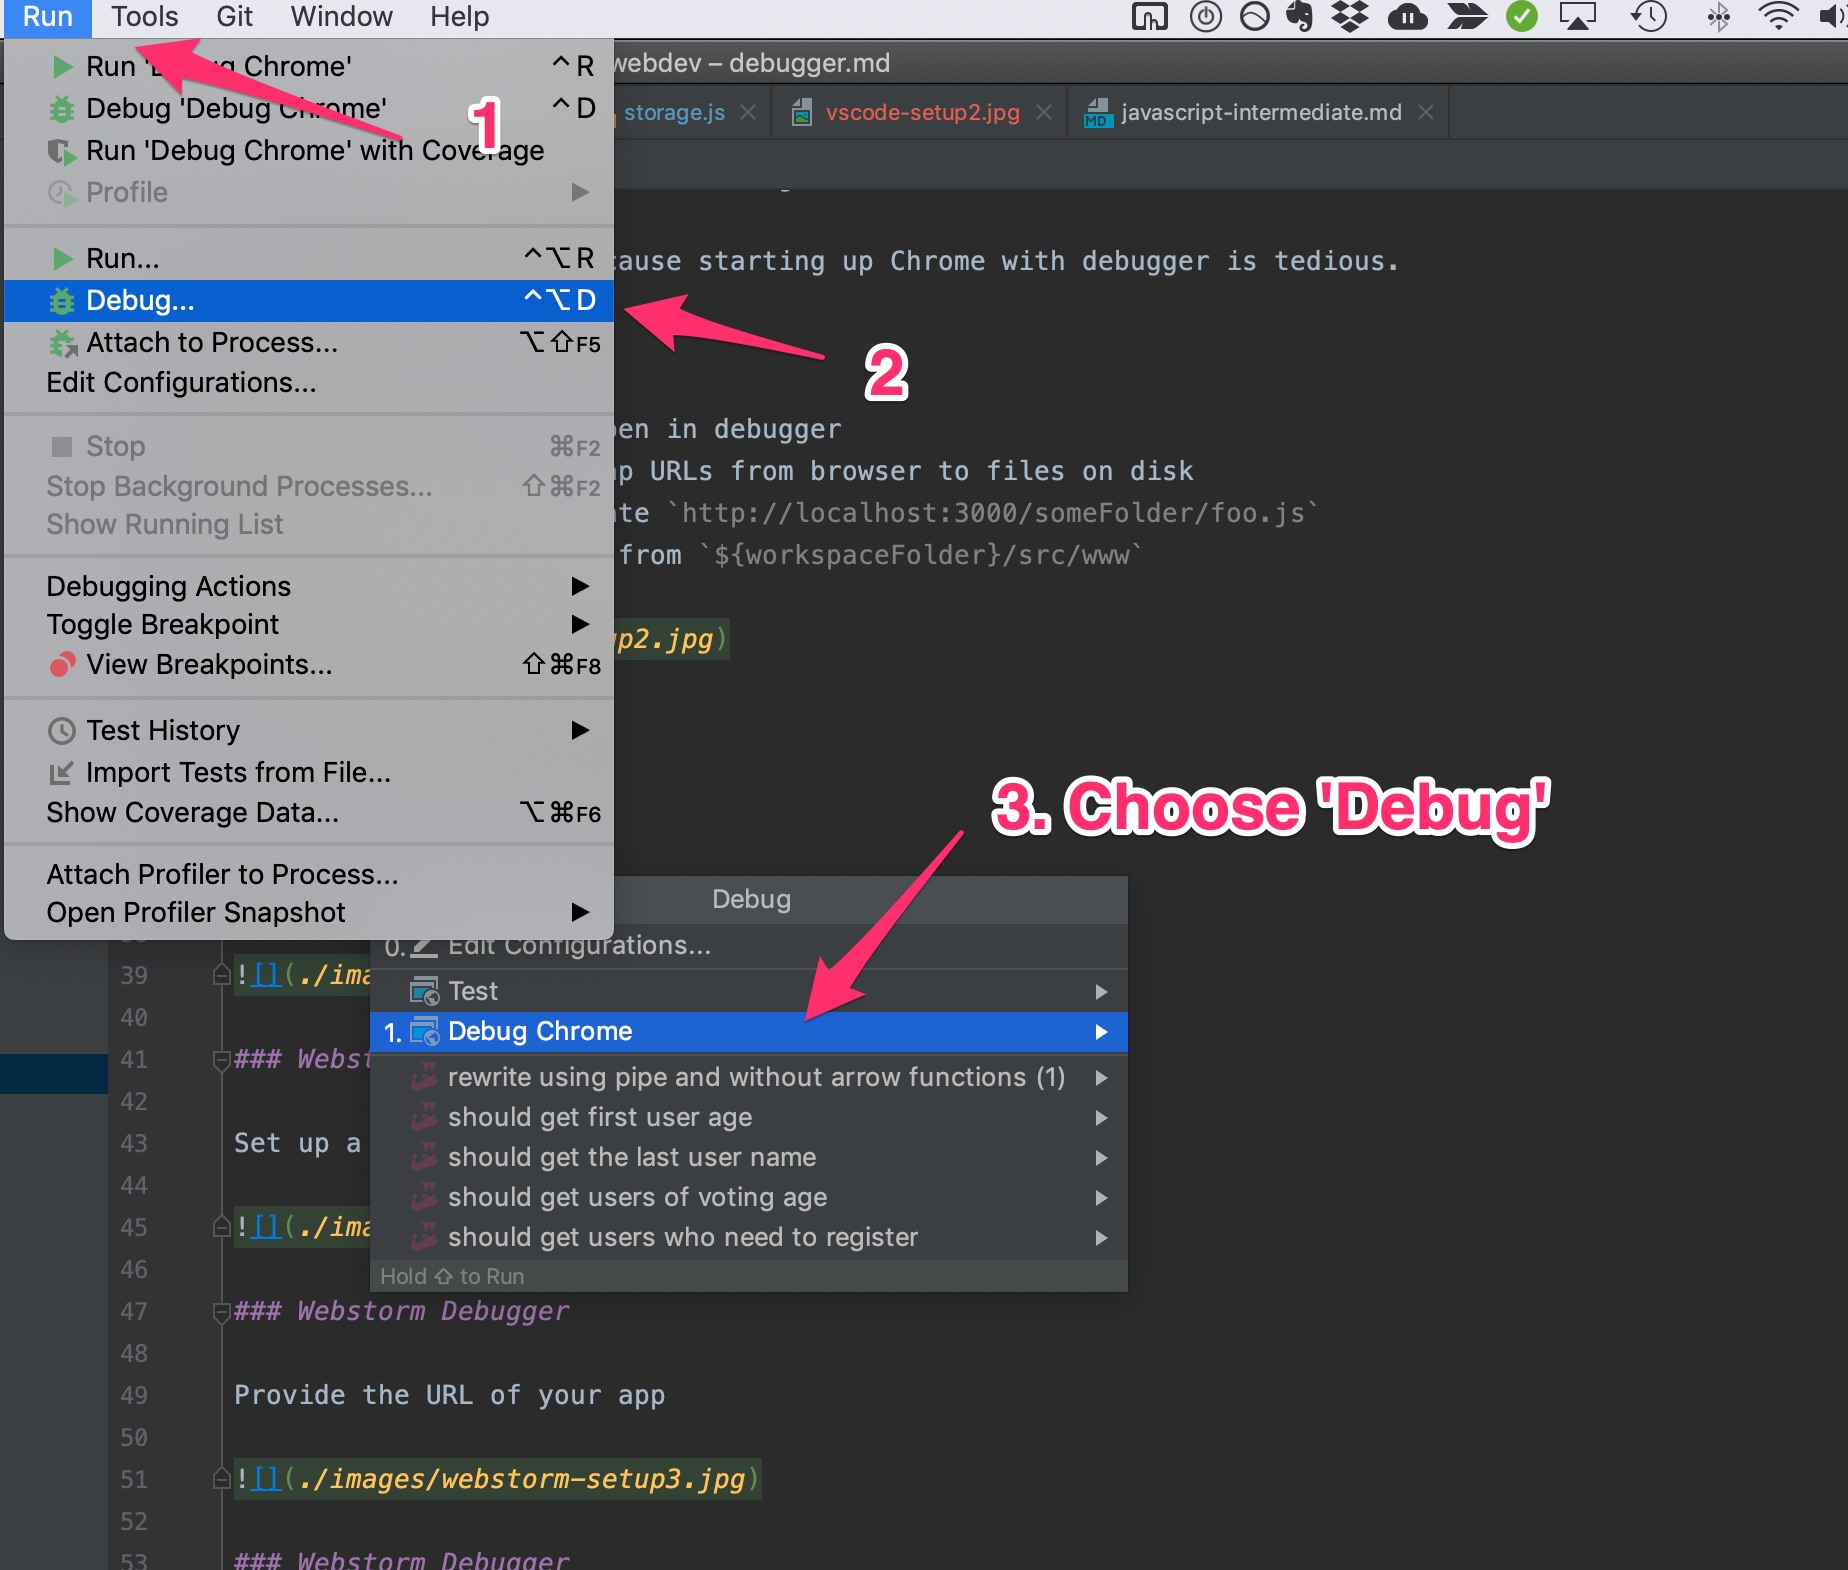 Run Tools Git Window Help
Run 'Debug Chrome' ^ R
Debug 'Debug Chrome' ^ D
Run 'Debug Chrome' with Coverage
Profile
Run... ^⌥R
Debug... ^⌥D
Attach to Process... ⌥⇧F5
Edit Configurations...
Stop ⌘F2
Stop Background Processes... ⇧⌘F2
Show Running List
Debugging Actions
Toggle Breakpoint
View Breakpoints... ⇧⌘F8
Test History
Import Tests from File...
Show Coverage Data... ⌥⌘F6
Attach Profiler to Process...
Open Profiler Snapshot
1
2
3. Choose 'Debug'
webdev – debugger.md
storage.js vscode-setup2.jpg MD javascript-intermediate.md
cause starting up Chrome with debugger is tedious.
en in debugger
p URLs from browser to files on disk
te `http://localhost:3000/someFolder/foo.js`
from `${workspaceFolder}/src/www`
up2.jpg)
Debug
0. Edit Configurations...
Test
1. Debug Chrome
rewrite using pipe and without arrow functions (1)
should get first user age
should get the last user name
should get users of voting age
should get users who need to register
Hold ⇧ to Run
39 ![](./ima
40
41 ### Webst
42
43 Set up a
44
45 ![](./ima
46
47 ### Webstorm Debugger
48
49 Provide the URL of your app
50
51 ![](./images/webstorm-setup3.jpg)
52
53 ### Webstorm Debugger